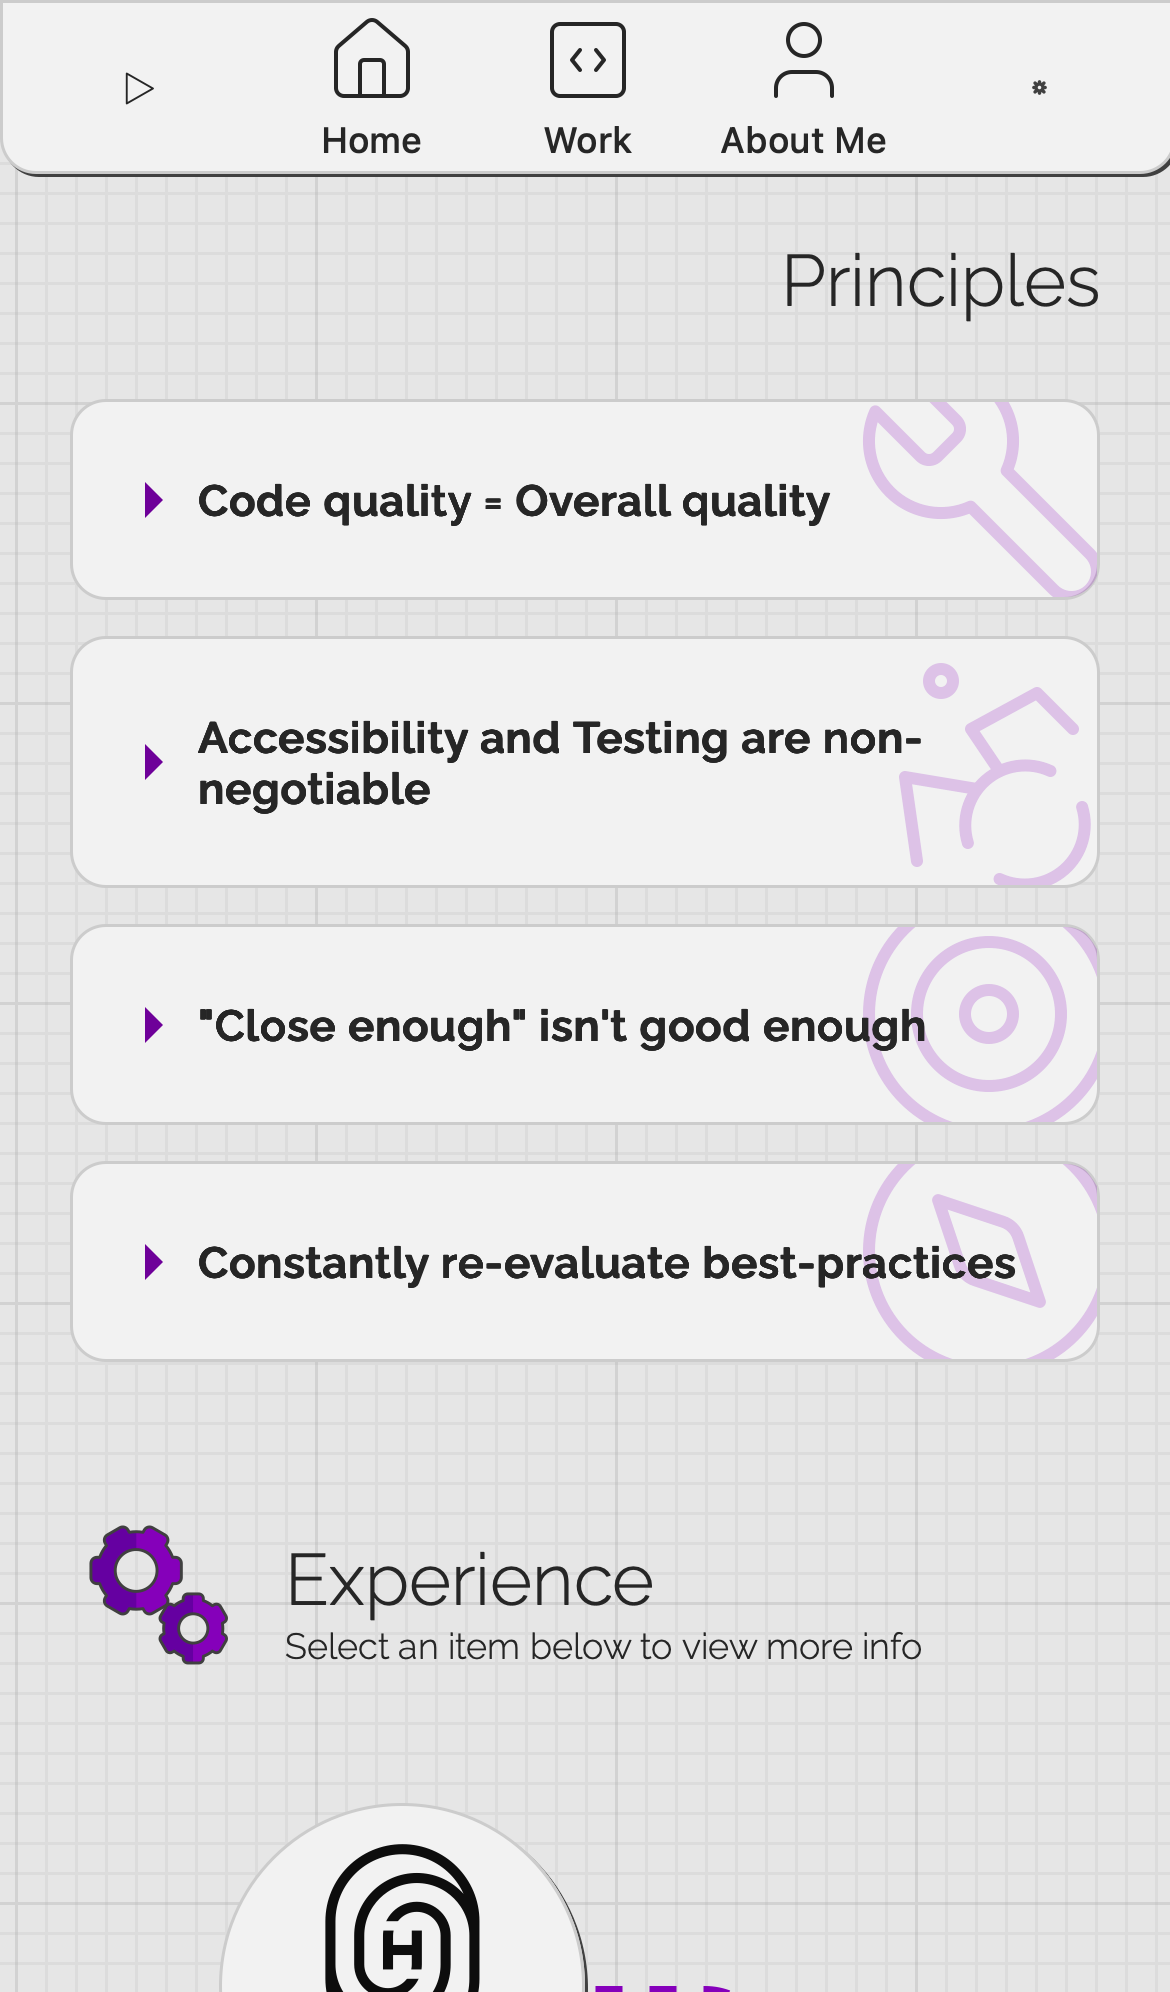 Home
Work
About Me
Principles
Code quality = Overall quality
Accessibility and Testing are non-
negotiable
"Close enough" isn't good enough
Constantly re-evaluate best-practices
Experience
Select an item below to view more info
H